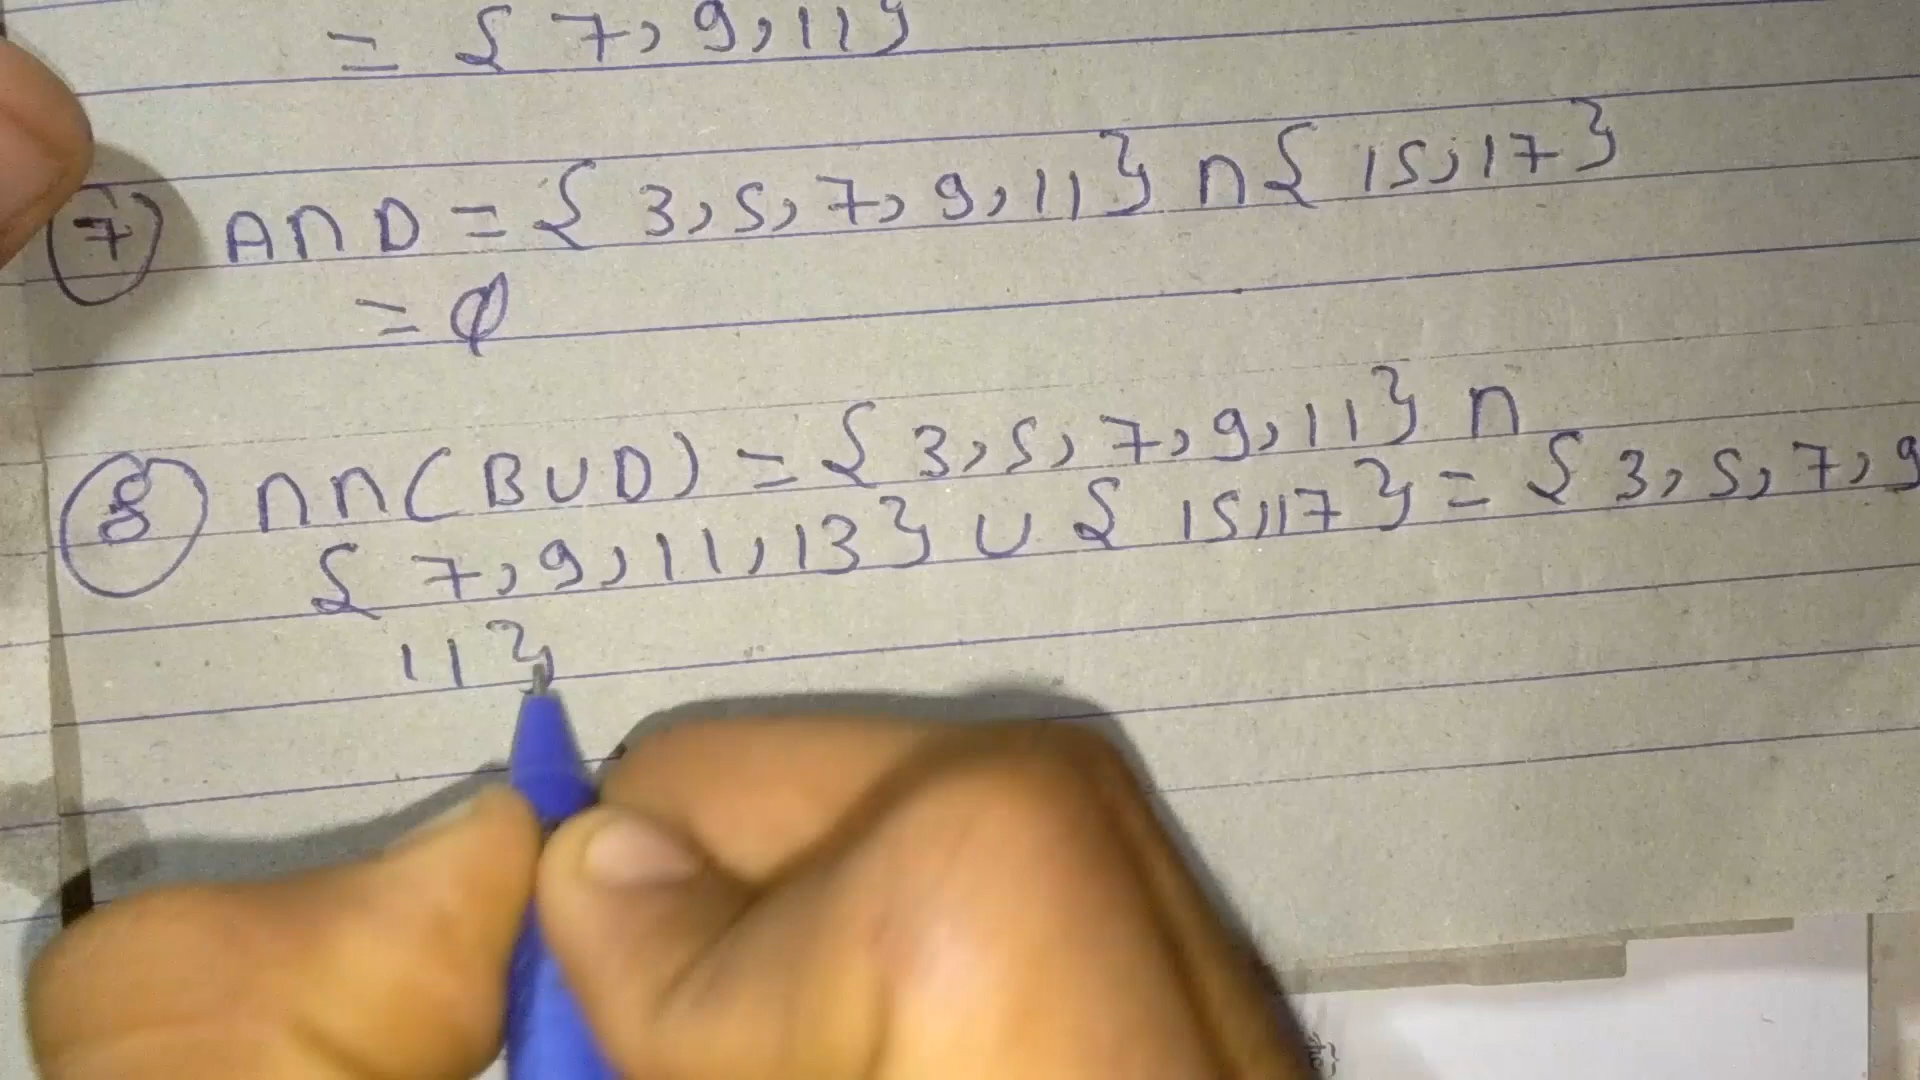 = { 7, 9, 11}
7 A∩D = { 3, 5, 7, 9, 11} ∩ { 15, 17}
= φ
8 ∩∩(B∪D) = { 3, 5, 7, 9, 11} ∩
{ 7, 9, 11, 13} ∪ { 15, 17} = { 3, 5, 7, 9
11}